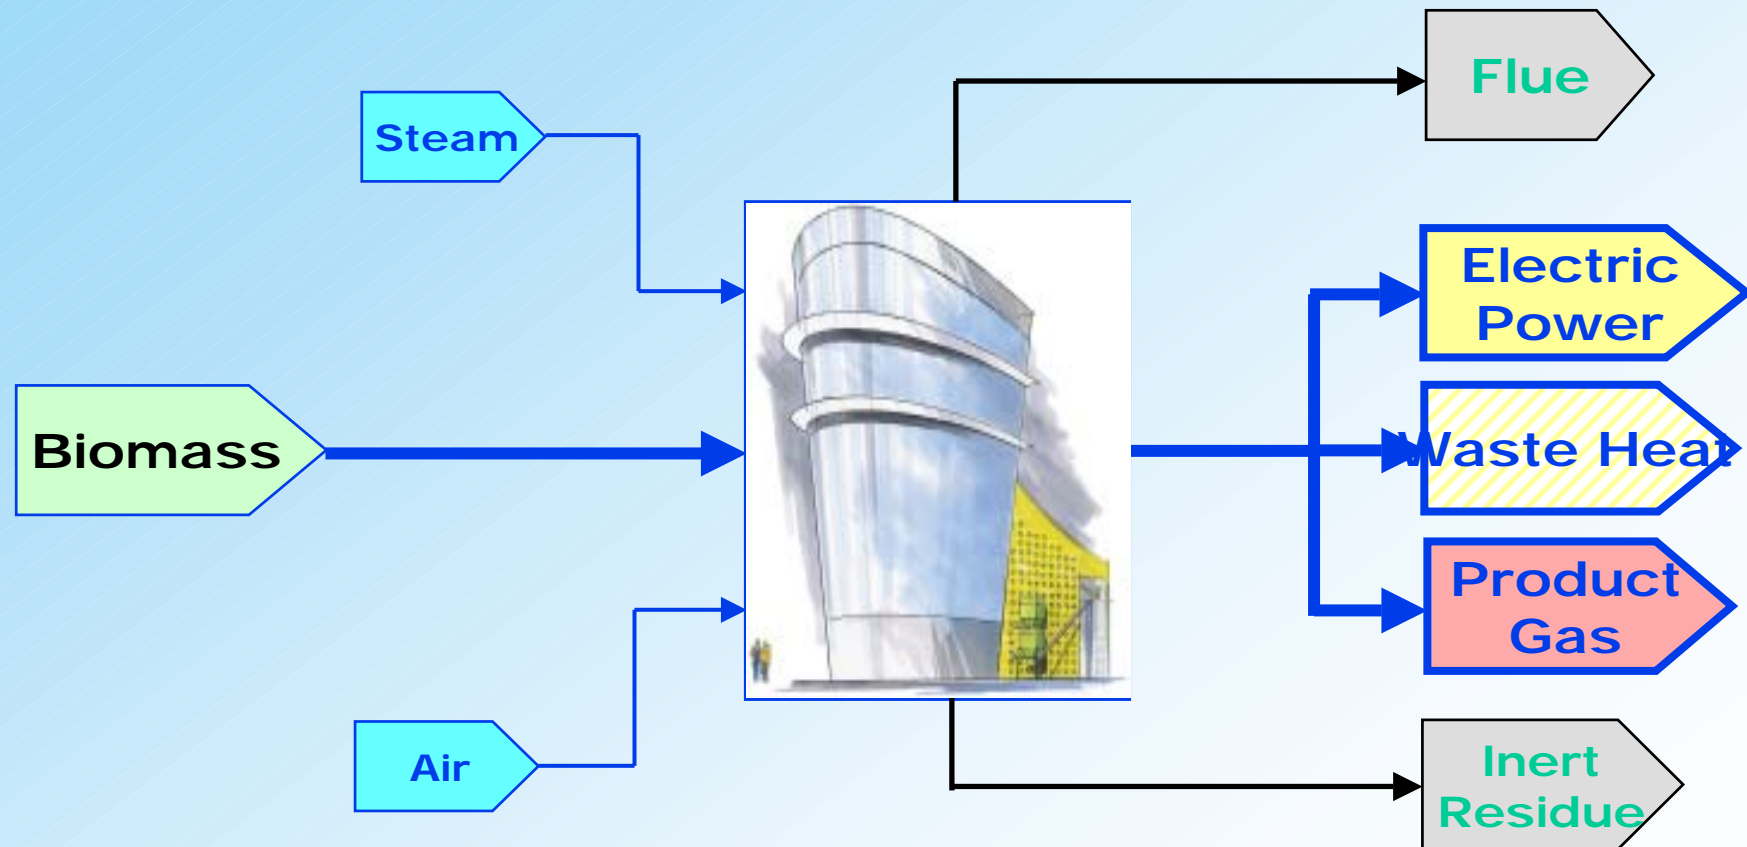 Flue
Steam
Electric
Power
Biomass
Waste Heat
Product
Gas
Air
Inert
Residue